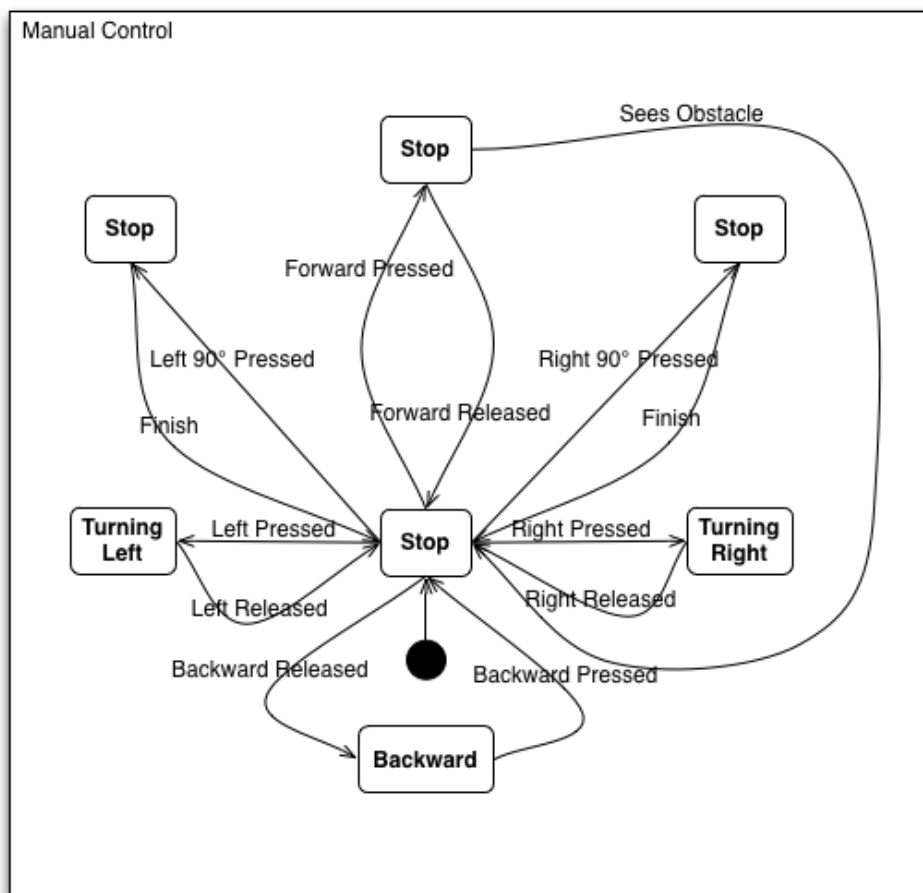 Manual Control
Sees Obstacle
Stop
Stop
Stop
Forward Pressed
Left 90° Pressed
Right 90° Pressed
Forward Released
Finish
Finish
Turning
Left
Left Pressed
Stop
Right Pressed
Turning
Right
Left Released
Right Released
Backward Released
Backward Pressed
Backward